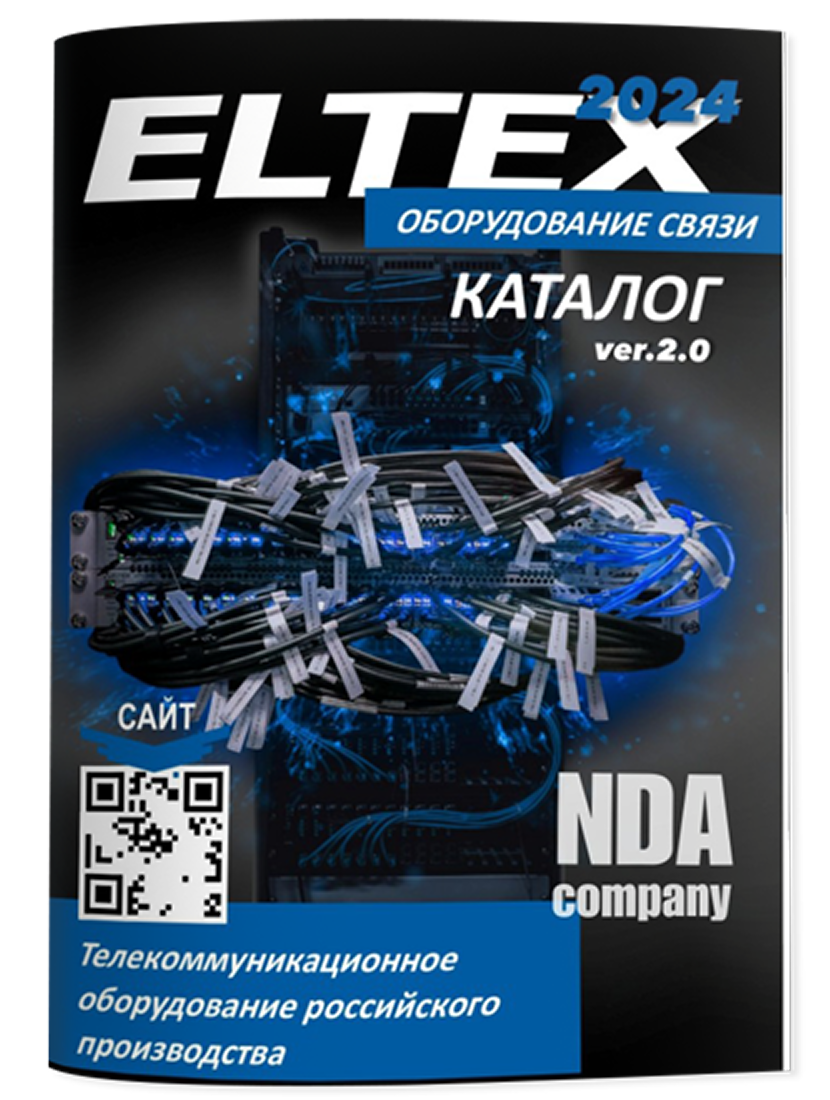 ELTEX
2024
ОБОРУДОВАНИЕ СВЯЗИ
КАТАЛОГ
ver.2.0
САЙТ
NDA
company
Телекоммуникационное
оборудование российского
производства